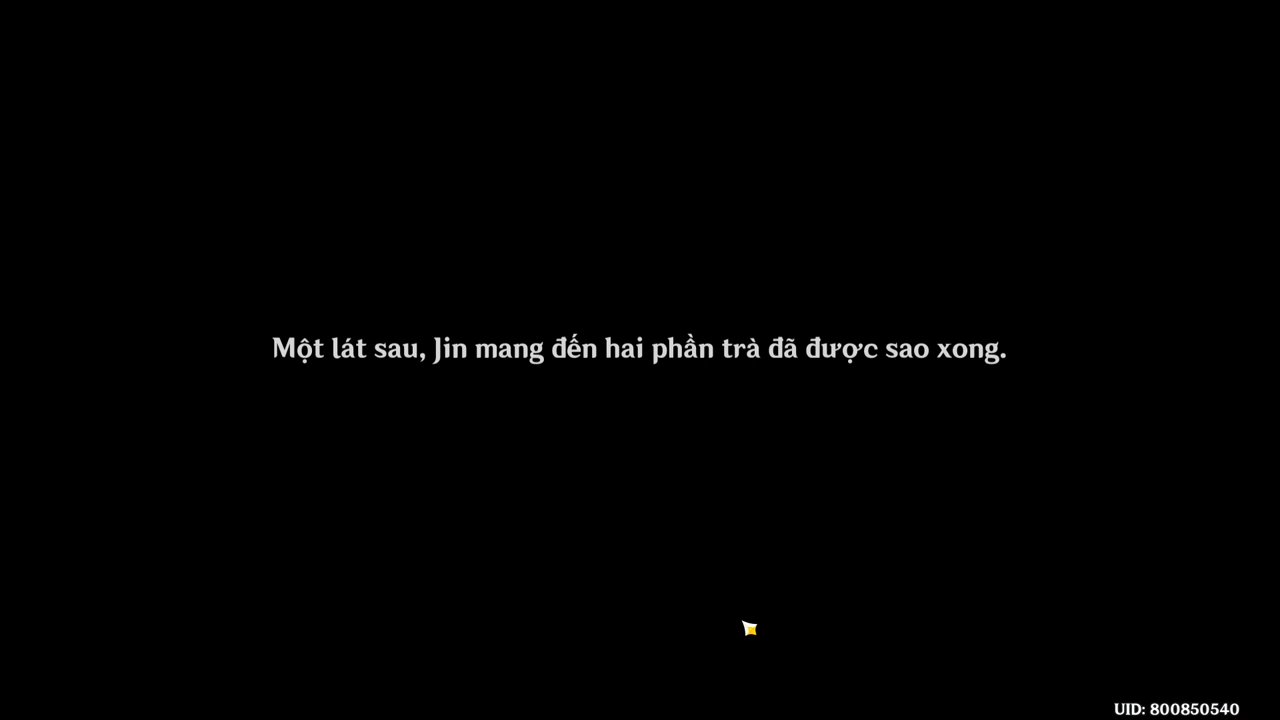 Một lát sau, Jin mang đến hai phần trà đã được sao xong.
UID: 800850540